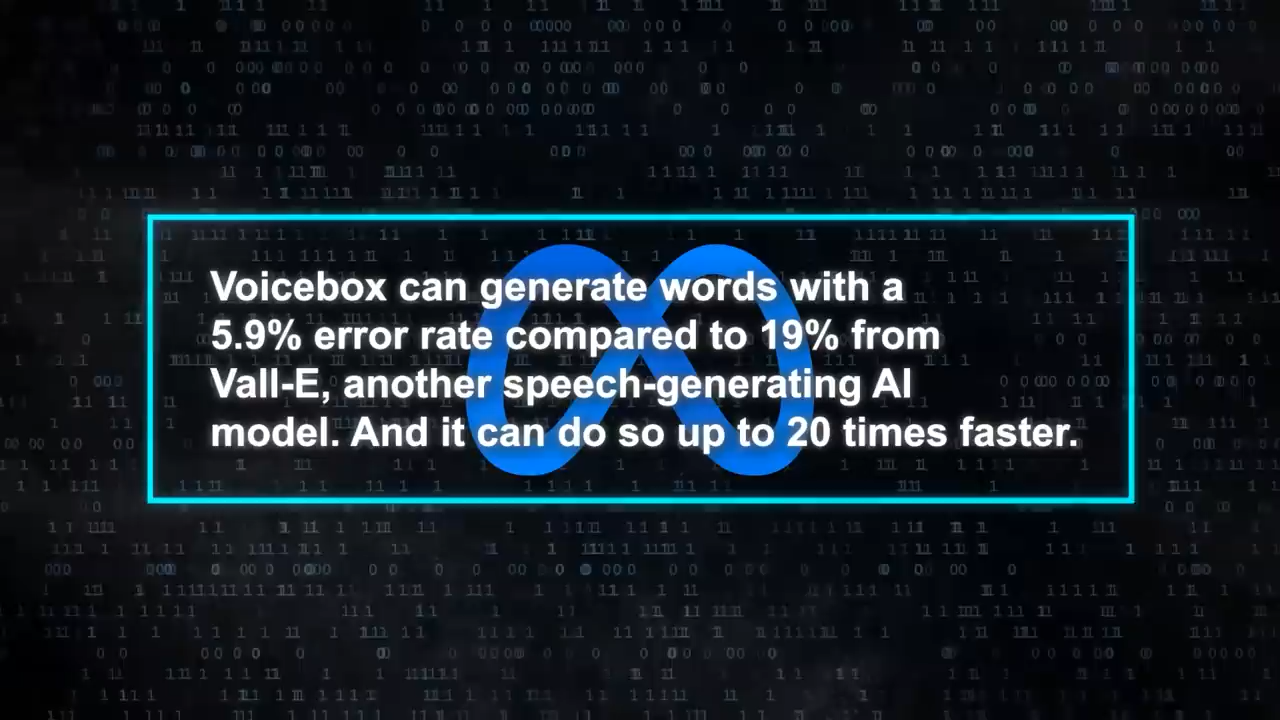 Voicebox can generate words with a
5.9% error rate compared to 19% from
Vall-E, another speech-generating AI
model. And it can do so up to 20 times faster.